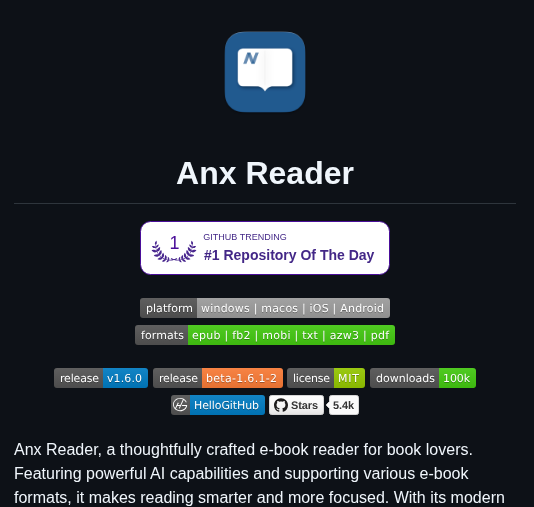 N
Anx Reader
1
GITHUB TRENDING
#1 Repository Of The Day
platform windows | macos | iOS | Android
formats epub | fb2 | mobi | txt | azw3 | pdf
release v1.6.0 release beta-1.6.1-2 license MIT downloads 100k
HelloGitHub Stars 5.4k
Anx Reader, a thoughtfully crafted e-book reader for book lovers.
Featuring powerful AI capabilities and supporting various e-book
formats, it makes reading smarter and more focused. With its modern